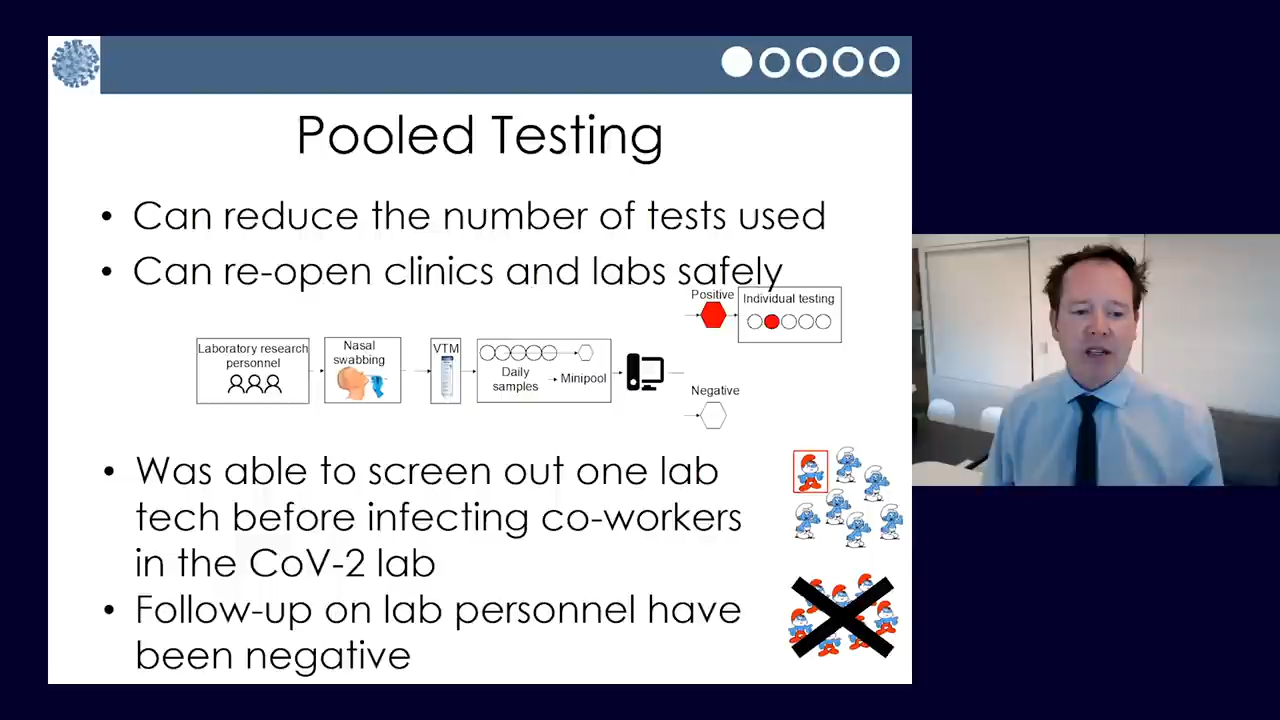 Pooled Testing
• Can reduce the number of tests used
• Can re-open clinics and labs safely
Positive
Individual testing
Laboratory research
personnel
Nasal
swabbing
VTM
Daily
samples
Minipool
Negative
• Was able to screen out one lab
tech before infecting co-workers
in the CoV-2 lab
• Follow-up on lab personnel have
been negative